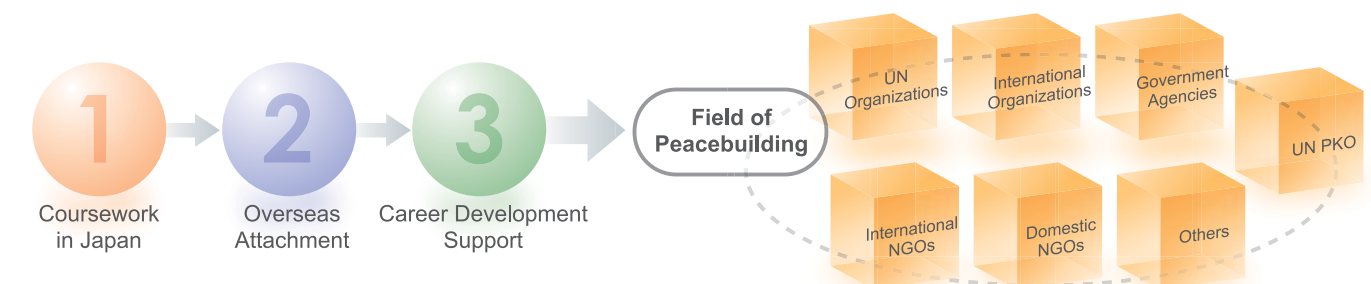 1
Coursework
in Japan
2
Overseas
Attachment
3
Career Development
Support
Field of
Peacebuilding
UN
Organizations
International
Organizations
Government
Agencies
UN PKO
International
NGOs
Domestic
NGOs
Others